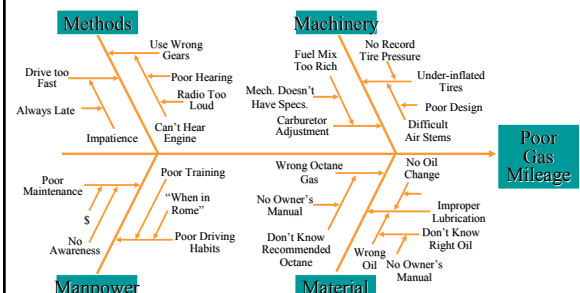 Methods
Machinery
Use Wrong
Gears
Drive too
Fast
Poor Hearing
Radio Too
Loud
Always Late
Impatience
Can't Hear
Engine
Fuel Mix
Too Rich
No Record
Tire Pressure
Under-inflated
Tires
Mech. Doesn't
Have Specs.
Poor Design
Carburetor
Adjustment
Difficult
Air Stems
Poor
Gas
Mileage
Poor
Maintenance
Poor Training
"When in
Rome"
$
No
Awareness
Poor Driving
Habits
Wrong Octane
Gas
No Oil
Change
No Owner's
Manual
Improper
Lubrication
Don't Know
Recommended
Octane
Don't Know
Right Oil
Wrong
Oil
No Owner's
Manual
Manpower
Material